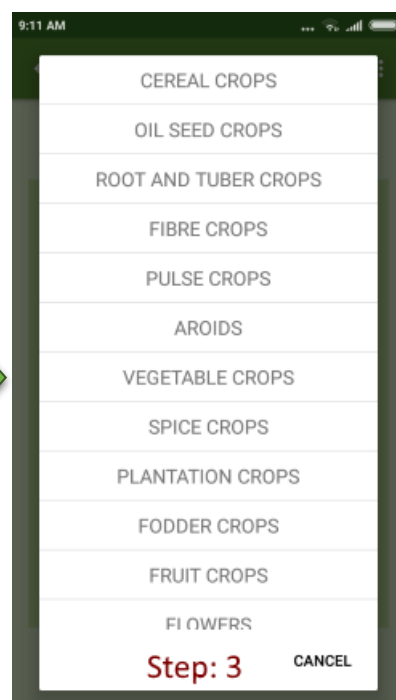 9:11 AM
CEREAL CROPS
OIL SEED CROPS
ROOT AND TUBER CROPS
FIBRE CROPS
PULSE CROPS
AROIDS
VEGETABLE CROPS
SPICE CROPS
PLANTATION CROPS
FODDER CROPS
FRUIT CROPS
FLOWERS
Step: 3 CANCEL